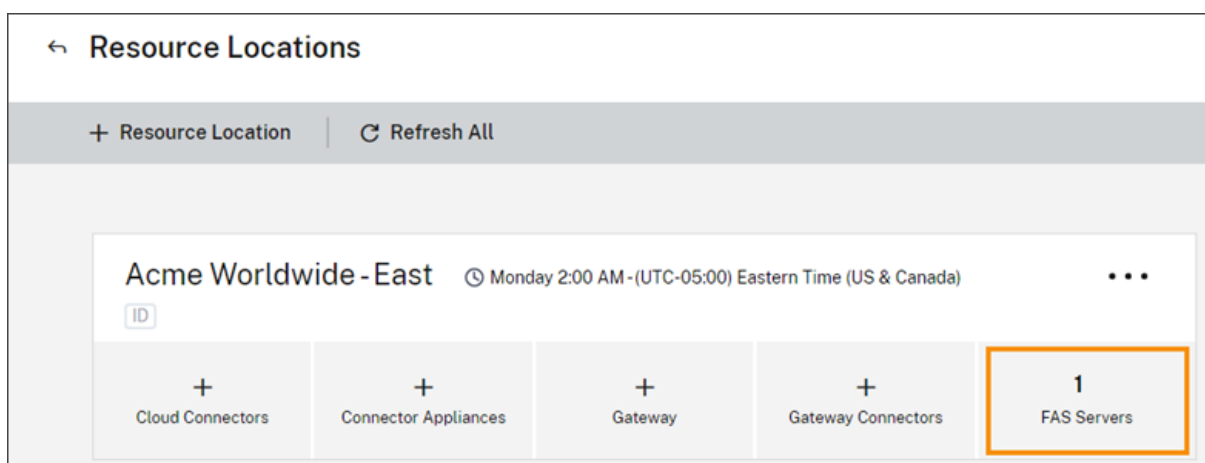 Resource Locations
+ Resource Location Refresh All
Acme Worldwide - East Monday 2:00 AM - (UTC-05:00) Eastern Time (US & Canada) •••
ID
+ + + + 1
Cloud Connectors Connector Appliances Gateway Gateway Connectors FAS Servers